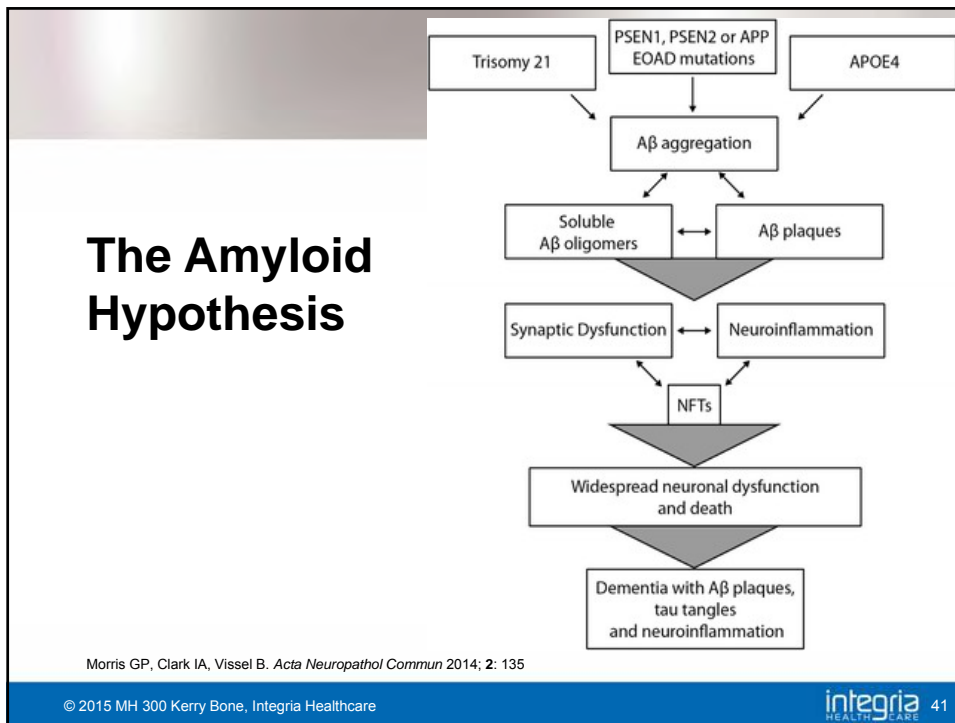 PSEN1, PSEN2 or APP
EOAD mutations
Trisomy 21
APOE4
Aβ aggregation
Soluble
Aβ oligomers
Aβ plaques
The Amyloid
Hypothesis
Synaptic Dysfunction
Neuroinflammation
NFTs
Widespread neuronal dysfunction
and death
Dementia with Aβ plaques,
tau tangles
and neuroinflammation
Morris GP, Clark IA, Vissel B. Acta Neuropathol Commun 2014; 2: 135
© 2015 MH 300 Kerry Bone, Integria Healthcare
integria
HEALTHCARE
41